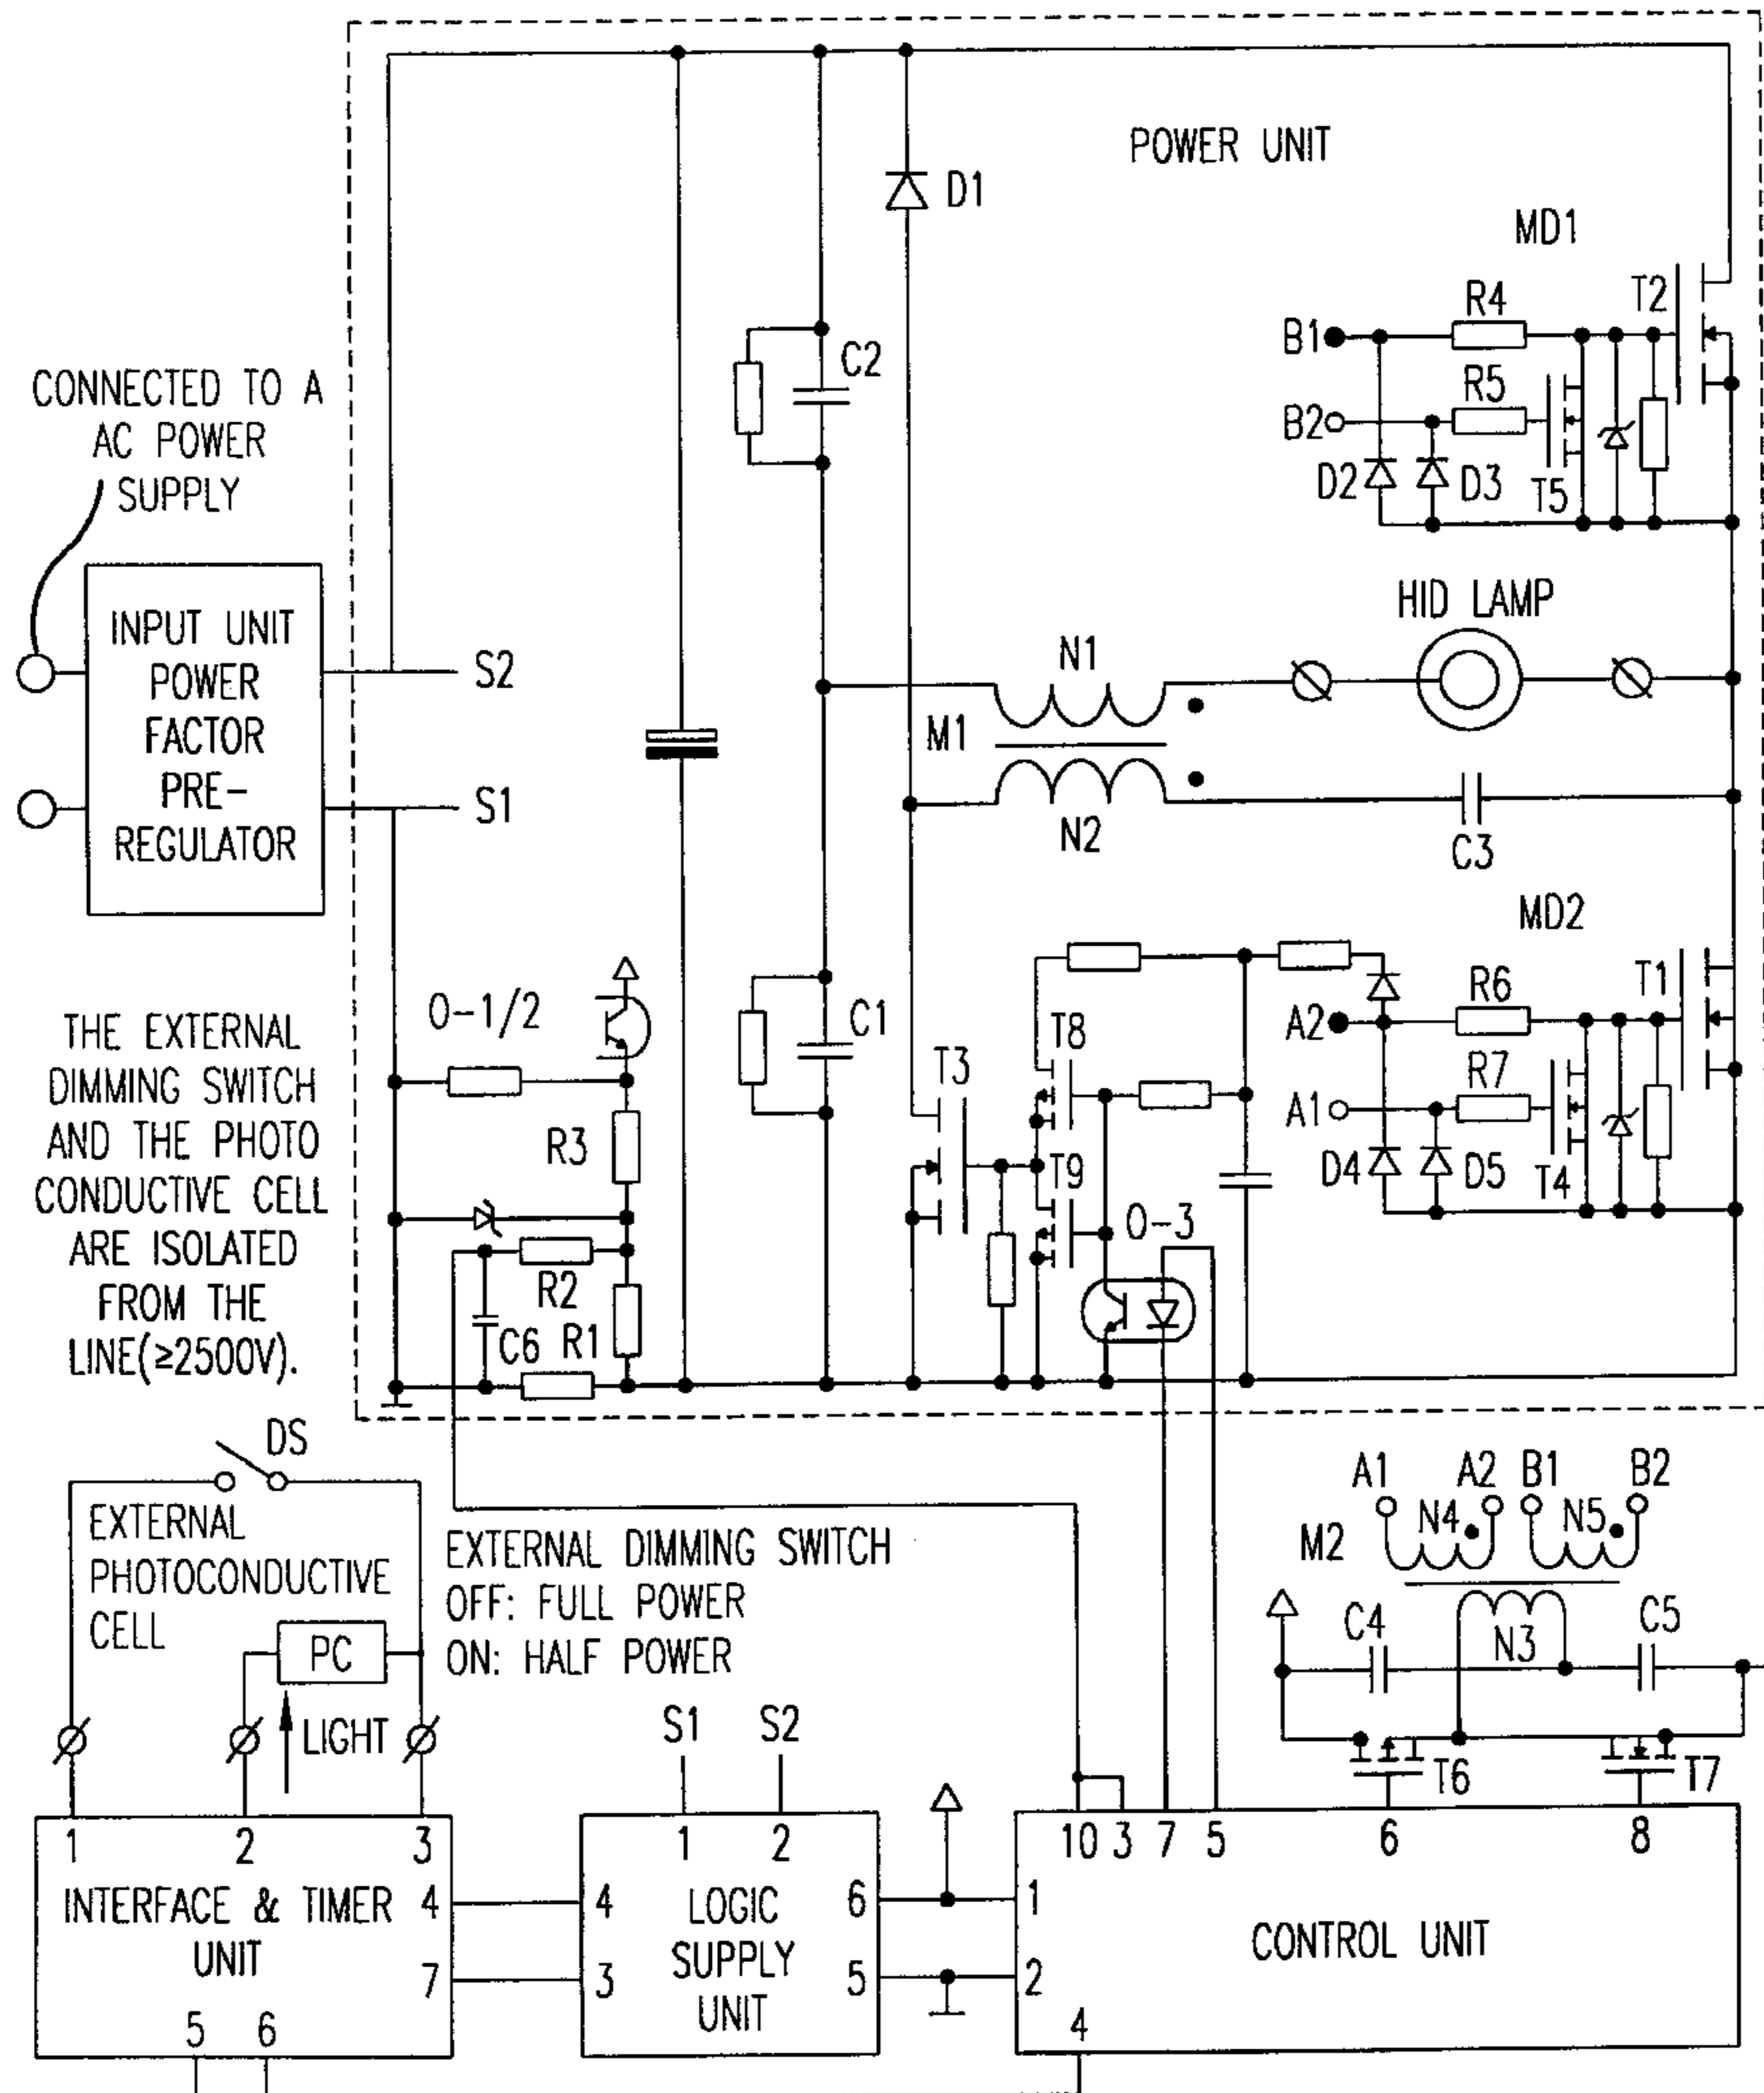 POWER UNIT
D1
MD1
R4
T2
B1
C2
R5
B2
D2
D3
T5
CONNECTED TO A
AC POWER
SUPPLY
HID LAMP
INPUT UNIT
POWER
FACTOR
PRE-
REGULATOR
S2
S1
N1
M1
N2
C3
MD2
0-1/2
C1
T3
T8
A2
R6
T1
THE EXTERNAL
DIMMING SWITCH
AND THE PHOTO
CONDUCTIVE CELL
ARE ISOLATED
FROM THE
LINE(≥2500V).
R3
T9
A1
R7
D4
D5
T4
0-3
R2
C6
R1
DS
EXTERNAL
PHOTOCONDUCTIVE
CELL
PC
LIGHT
EXTERNAL DIMMING SWITCH
OFF: FULL POWER
ON: HALF POWER
A1
A2
B1
B2
M2
N4
N5
C4
N3
C5
T6
T7
S1
S2
1
2
3
INTERFACE & TIMER
UNIT
4
7
5
6
1
2
4
3
LOGIC
SUPPLY
UNIT
6
5
10
3
7
5
6
8
1
2
4
CONTROL UNIT